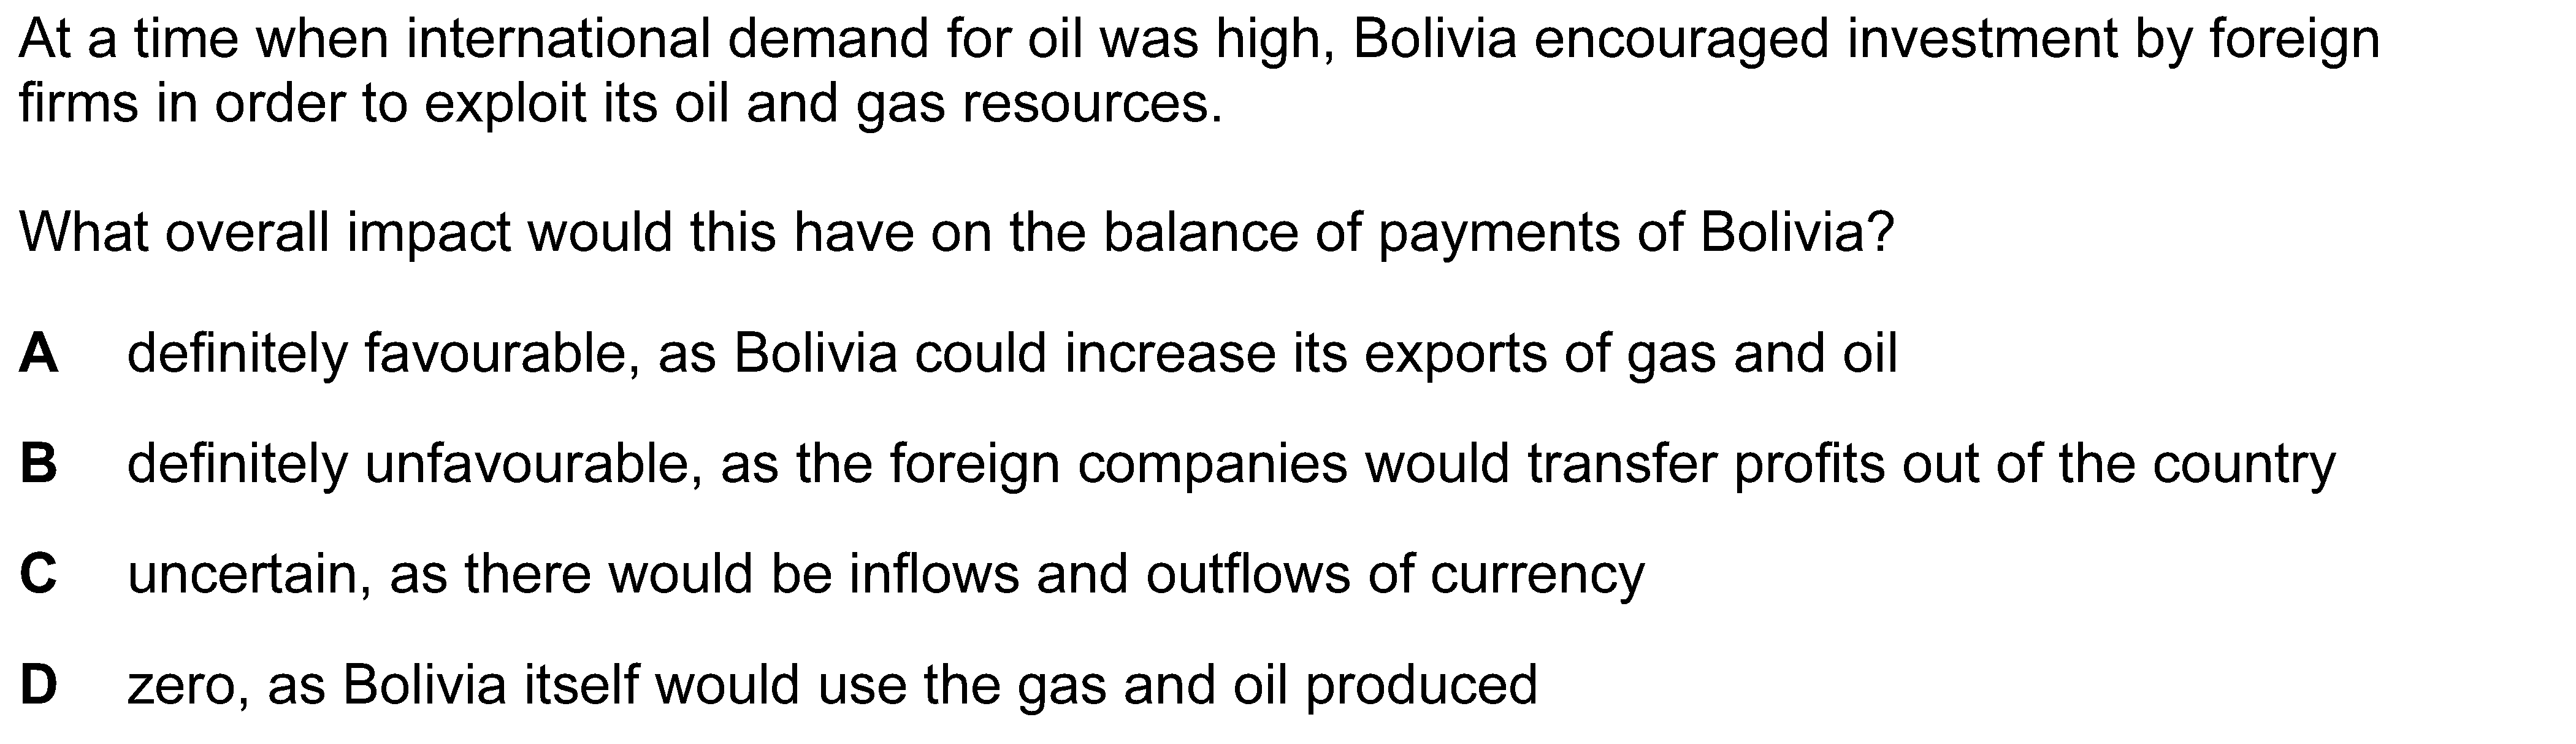 At a time when international demand for oil was high, Bolivia encouraged investment by foreign
firms in order to exploit its oil and gas resources.
What overall impact would this have on the balance of payments of Bolivia?
A definitely favourable, as Bolivia could increase its exports of gas and oil
B definitely unfavourable, as the foreign companies would transfer profits out of the country
C uncertain, as there would be inflows and outflows of currency
D zero, as Bolivia itself would use the gas and oil produced